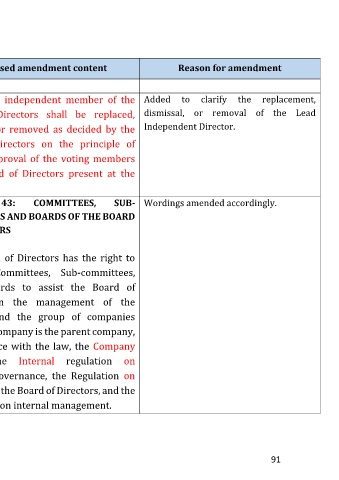 sed amendment content
Reason for amendment
independent member of the
Directors shall be replaced,
or removed as decided by the
irectors on the principle of
proval of the voting members
d of Directors present at the
Added to clarify the replacement,
dismissal, or removal of the Lead
Independent Director.
43: COMMITTEES, SUB-
S AND BOARDS OF THE BOARD
RS
of Directors has the right to
ommittees, Sub-committees,
rds to assist the Board of
n the management of the
nd the group of companies
ompany is the parent company,
ce with the law, the Company
he Internal regulation on
overnance, the Regulation on
the Board of Directors, and the
on internal management.
Wordings amended accordingly.
91